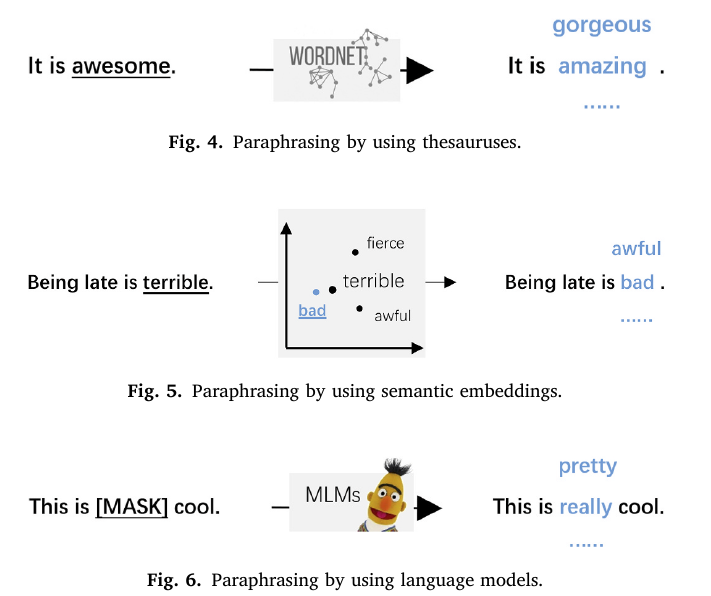 gorgeous
It is awesome.
WORDNET
It is amazing .
......
Fig. 4. Paraphrasing by using thesauruses.
fierce
awful
Being late is terrible.
terrible
Being late is bad .
bad
awful
......
Fig. 5. Paraphrasing by using semantic embeddings.
pretty
This is [MASK] cool.
MLMs
This is really cool.
......
Fig. 6. Paraphrasing by using language models.